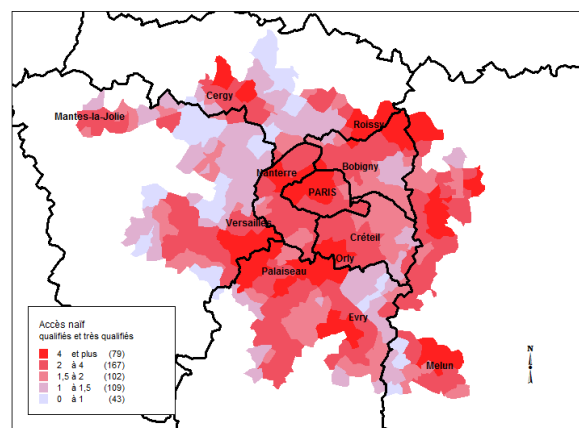 Cergy
Mantes-la-Jolie
Roissy
Nanterre
Bobigny
PARIS
Versailles
Créteil
Orly
Palaiseau
Evry
Melun
Accès naïf
qualifiés et très qualifiés
4 et plus (79)
2 à 4 (167)
1,5 à 2 (102)
1 à 1,5 (109)
0 à 1 (43)